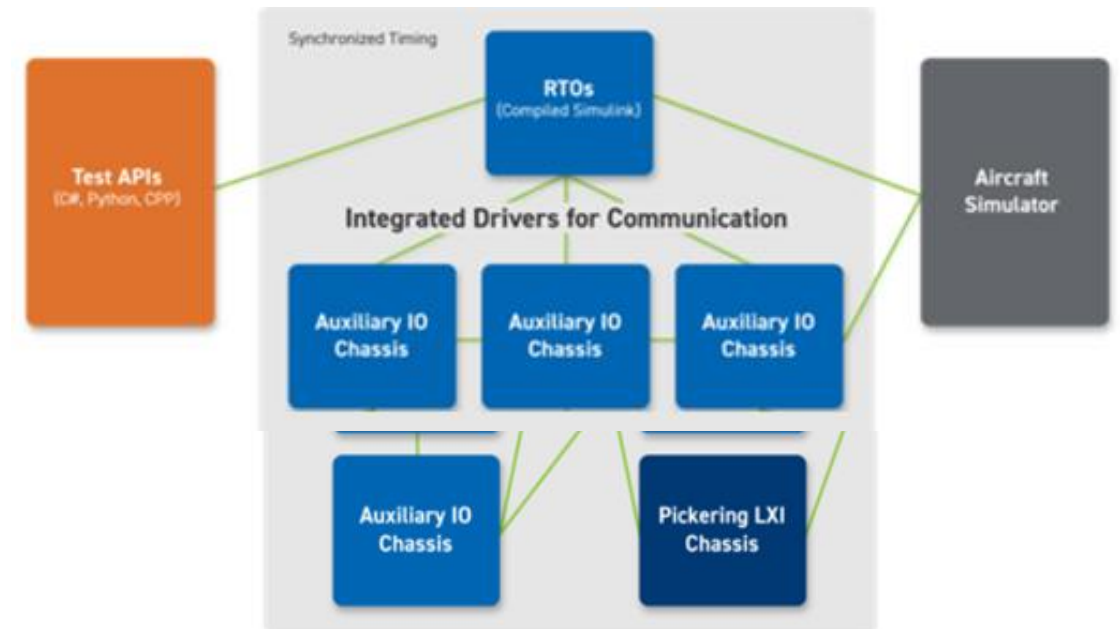 Synchronized Timing
RTOs
(Compiled Simulink)
Test APIs
(C#, Python, CPP)
Aircraft
Simulator
Integrated Drivers for Communication
Auxiliary IO
Chassis
Auxiliary IO
Chassis
Auxiliary IO
Chassis
Auxiliary IO
Chassis
Pickering LXI
Chassis